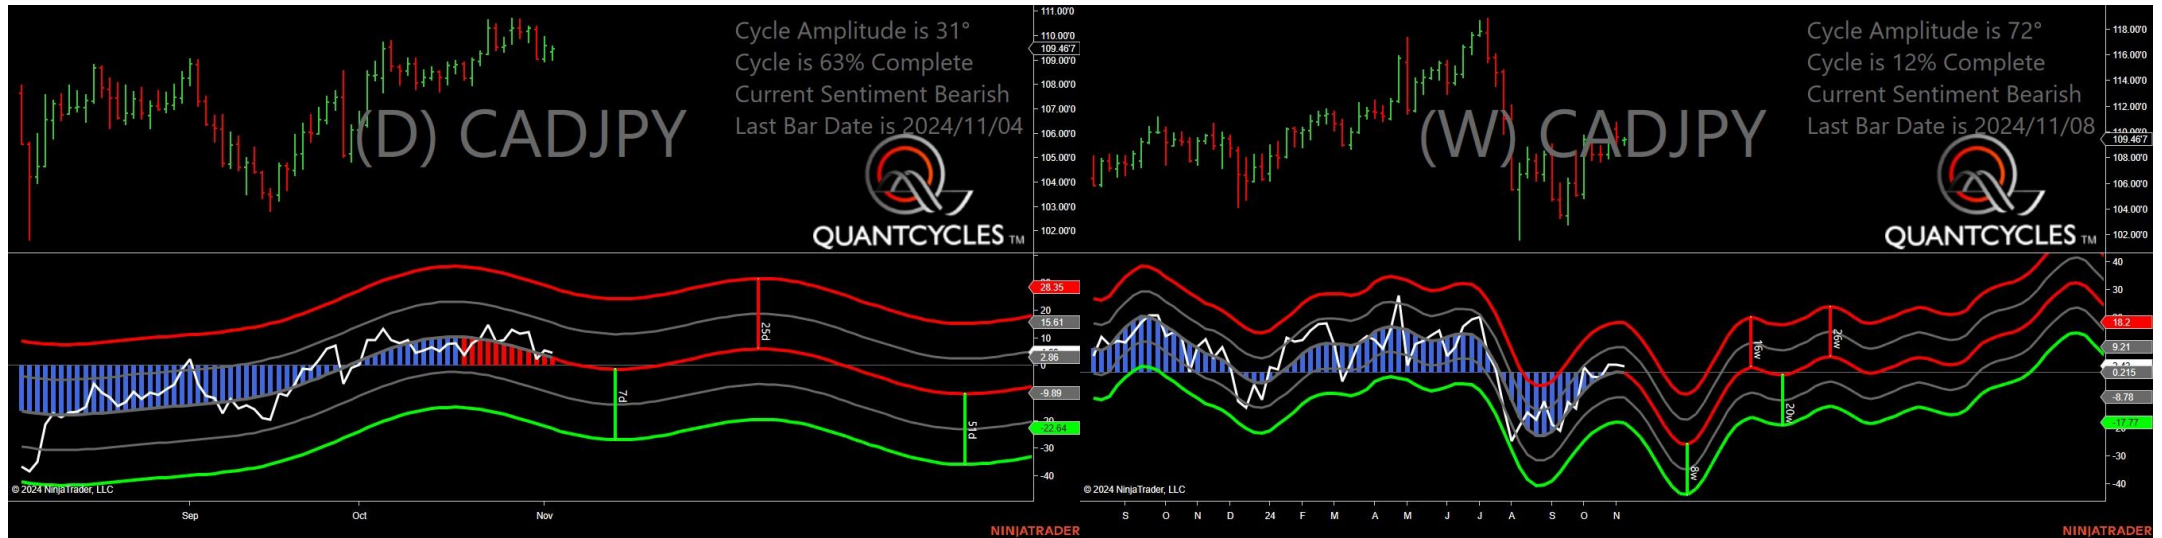 111.00'0
110.00'0
109.46'7
109.00'0
108.00'0
107.00'0
106.00'0
105.00'0
104.00'0
103.00'0
102.00'0
Cycle Amplitude is 31°
Cycle is 63% Complete
Current Sentiment Bearish
Last Bar Date is 2024/11/04
(D) CADJPY
QUANTCYCLES TM
28.35
20
15.61
10
2.86
0
-9.89
-22.64
-30
-40
25d
7d
51d
© 2024 NinjaTrader, LLC
Sep Oct Nov
NINJATRADER
118.00'0
116.00'0
114.00'0
112.00'0
110.00'0
109.46'7
108.00'0
106.00'0
104.00'0
102.00'0
Cycle Amplitude is 72°
Cycle is 12% Complete
Current Sentiment Bearish
Last Bar Date is 2024/11/08
(W) CADJPY
QUANTCYCLES TM
40
30
18.2
9.21
0.215
-8.78
-17.77
-30
-40
16w
26w
20w
8w
© 2024 NinjaTrader, LLC
S O N D 24 F M A M J J A S O N
NINJATRADER